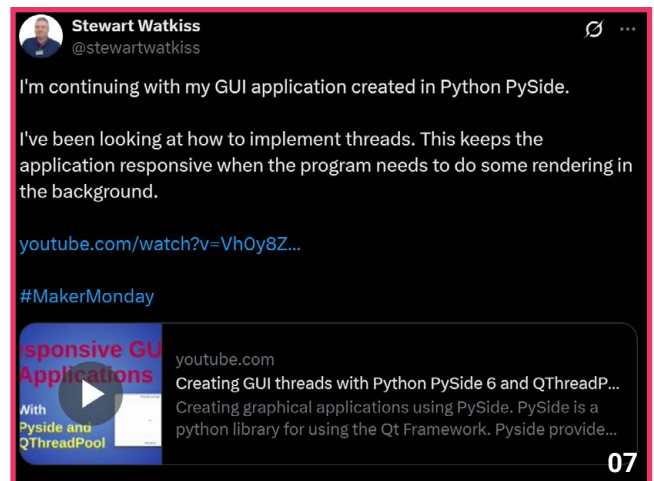 Stewart Watkiss
@stewartwatkiss
I'm continuing with my GUI application created in Python PySide.
I've been looking at how to implement threads. This keeps the
application responsive when the program needs to do some rendering in
the background.
youtube.com/watch?v=VhOy8Z...
#MakerMonday
sponsive GU
Applications
With
Pyside and
QThreadPool
youtube.com
Creating GUI threads with Python PySide 6 and QThreadP...
Creating graphical applications using PySide. PySide is a
python library for using the Qt Framework. Pyside provide...
07